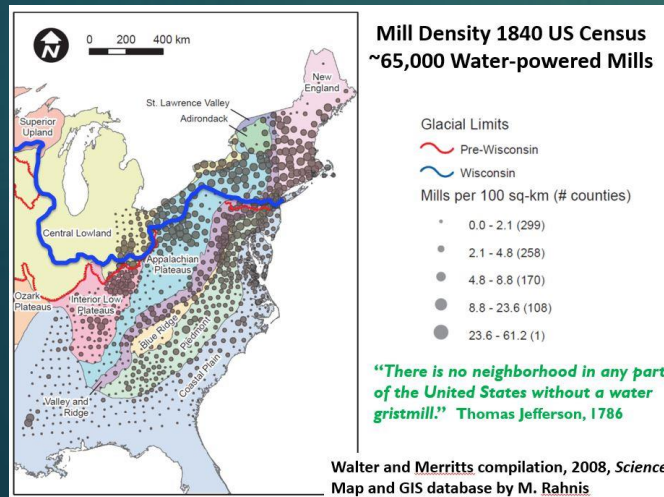 Mill Density 1840 US Census
~65,000 Water-powered Mills
N
0 200 400 km
New
England
St. Lawrence Valley
Adirondack
Superior
Upland
Central Lowland
Appalachian
Plateaus
Ozark
Plateaus
Interior Low
Plateaus
Blue Ridge
Piedmont
Coastal Plain
Valley and
Ridge
Glacial Limits
Pre-Wisconsin
Wisconsin
Mills per 100 sq-km (# counties)
0.0 - 2.1 (299)
2.1 - 4.8 (258)
4.8 - 8.8 (170)
8.8 - 23.6 (108)
23.6 - 61.2 (1)
“There is no neighborhood in any part
of the United States without a water
gristmill.” Thomas Jefferson, 1786
Walter and Merritts compilation, 2008, Science
Map and GIS database by M. Rahnis